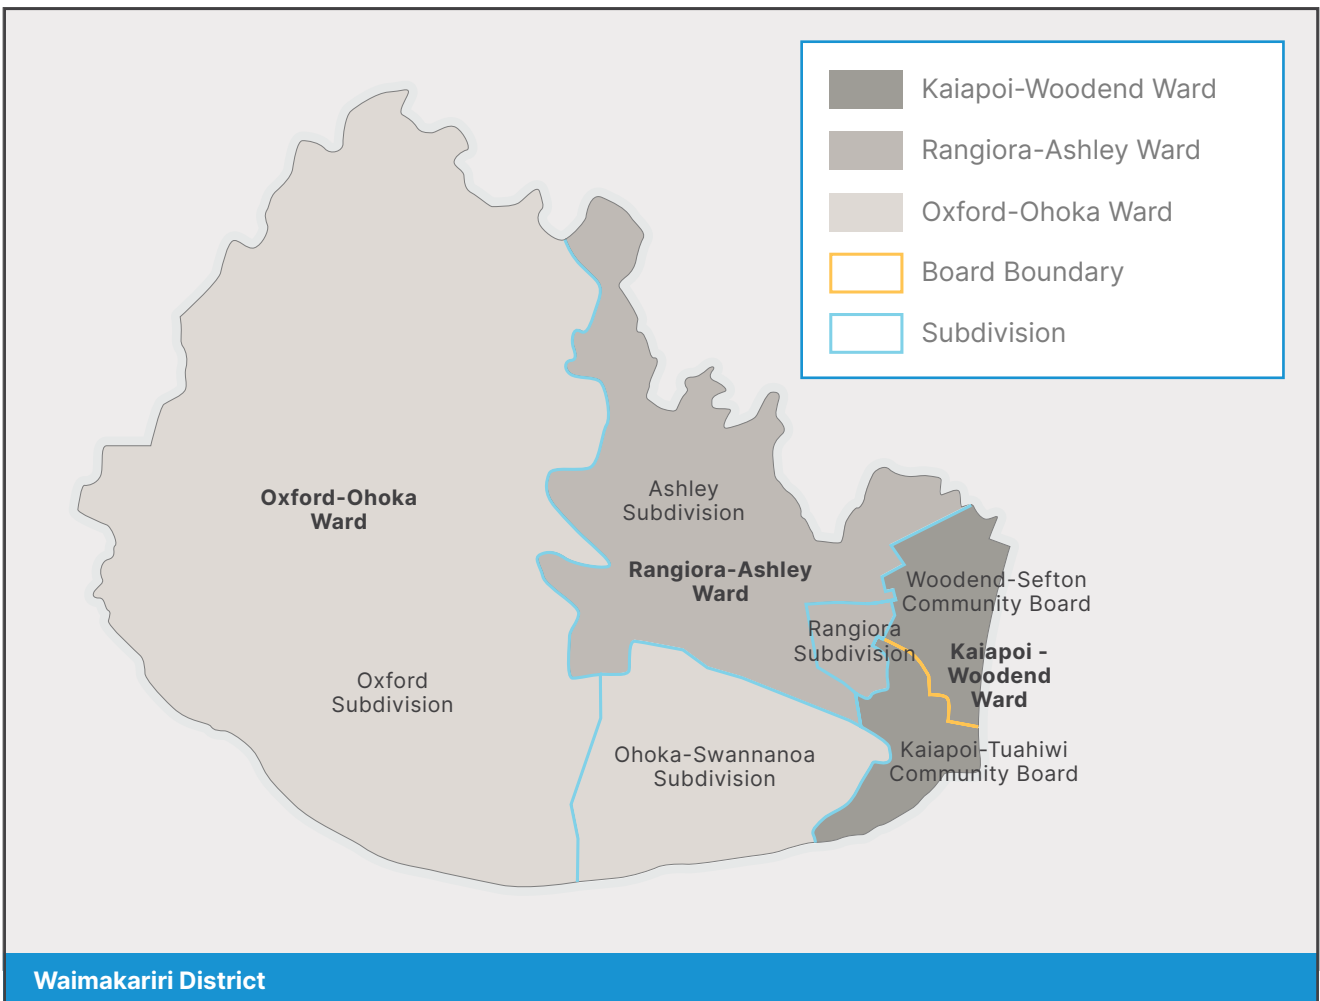 Kaiapoi-Woodend Ward
Rangiora-Ashley Ward
Oxford-Ohoka Ward
Board Boundary
Subdivision
Oxford-Ohoka
Ward
Ashley
Subdivision
Rangiora-Ashley
Ward
Woodend-Sefton
Community Board
Rangiora
Subdivision
Kaiapoi -
Woodend
Ward
Oxford
Subdivision
Ohoka-Swannanoa
Subdivision
Kaiapoi-Tuahiwi
Community Board
Waimakariri District